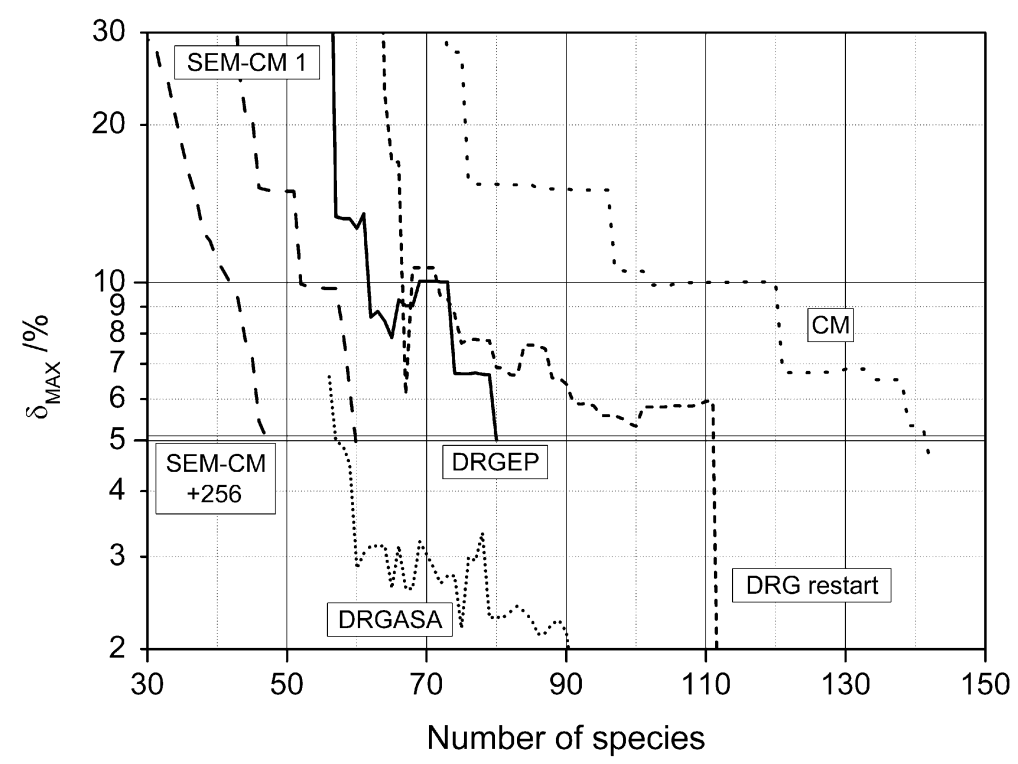 30
20
10
9
8
7
6
5
4
3
2
δMAX /%
SEM-CM 1
CM
SEM-CM
+256
DRGEP
DRG restart
DRGASA
30 50 70 90 110 130 150
Number of species